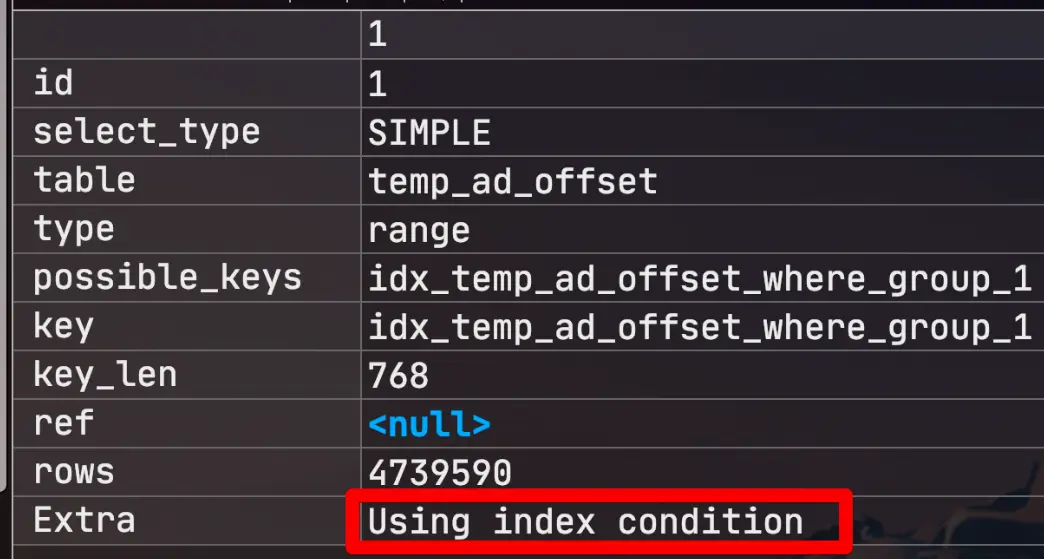 1
id 1
select_type SIMPLE
table temp_ad_offset
type range
possible_keys idx_temp_ad_offset_where_group_1
key idx_temp_ad_offset_where_group_1
key_len 768
ref <null>
rows 4739590
Extra Using index condition